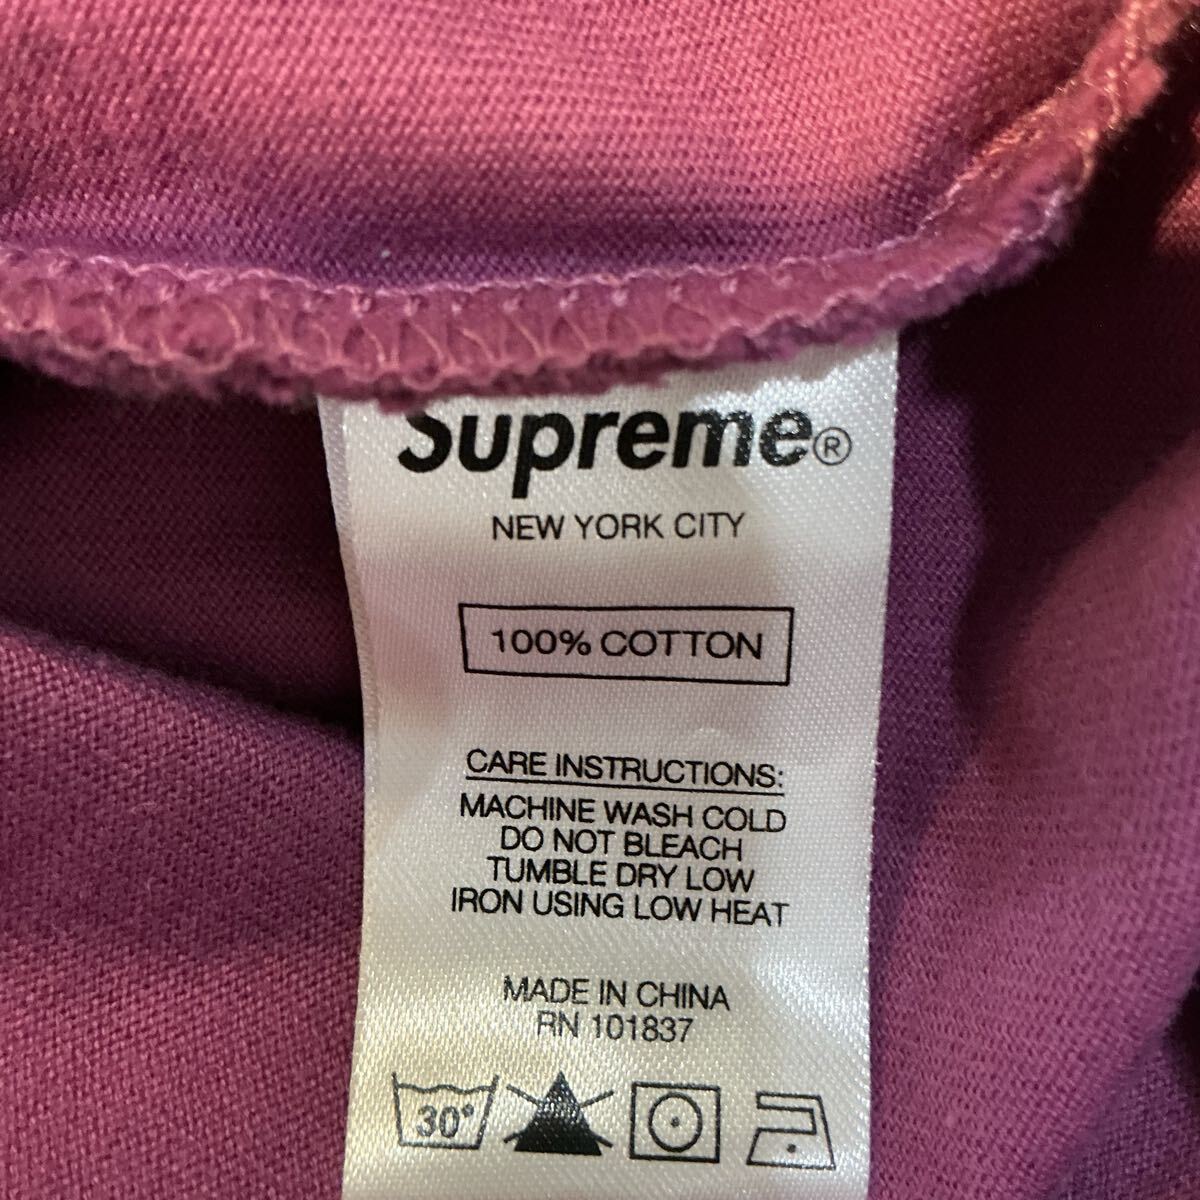 Supreme®
NEW YORK CITY
100% COTTON
CARE INSTRUCTIONS:
MACHINE WASH COLD
DO NOT BLEACH
TUMBLE DRY LOW
IRON USING LOW HEAT
MADE IN CHINA
RN 101837
30°